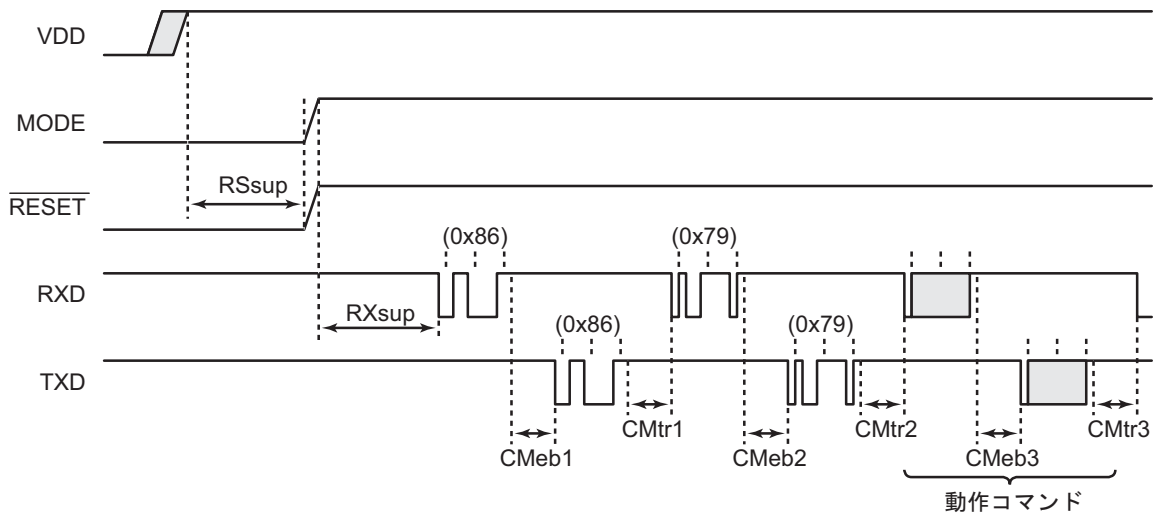 VDD
MODE
RSsup
RESET
(0x86) (0x79)
RXD
RXsup
(0x86) (0x79)
TXD
CMtr1 CMtr2 CMtr3
CMeb1 CMeb2 CMeb3
動作コマンド